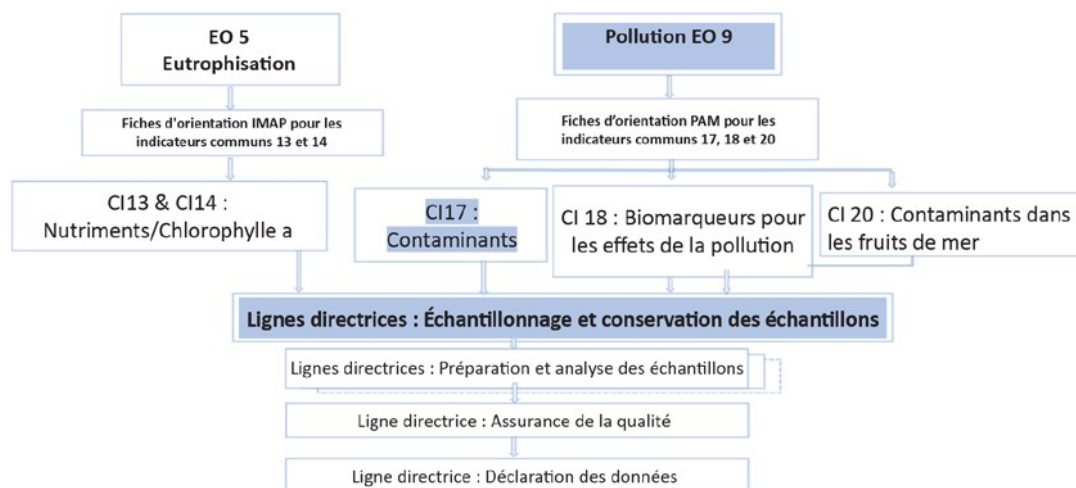 EO 5
Eutrophisation
Pollution EO 9
Fiches d'orientation IMAP pour les
indicateurs communs 13 et 14
Fiches d’orientation PAM pour les
indicateurs communs 17, 18 et 20
CI13 & CI14 :
Nutriments/Chlorophylle a
CI17 :
Contaminants
CI 18 : Biomarqueurs pour
les effets de la pollution
CI 20 : Contaminants dans
les fruits de mer
Lignes directrices : Échantillonnage et conservation des échantillons
Lignes directrices : Préparation et analyse des échantillons
Ligne directrice : Assurance de la qualité
Ligne directrice : Déclaration des données